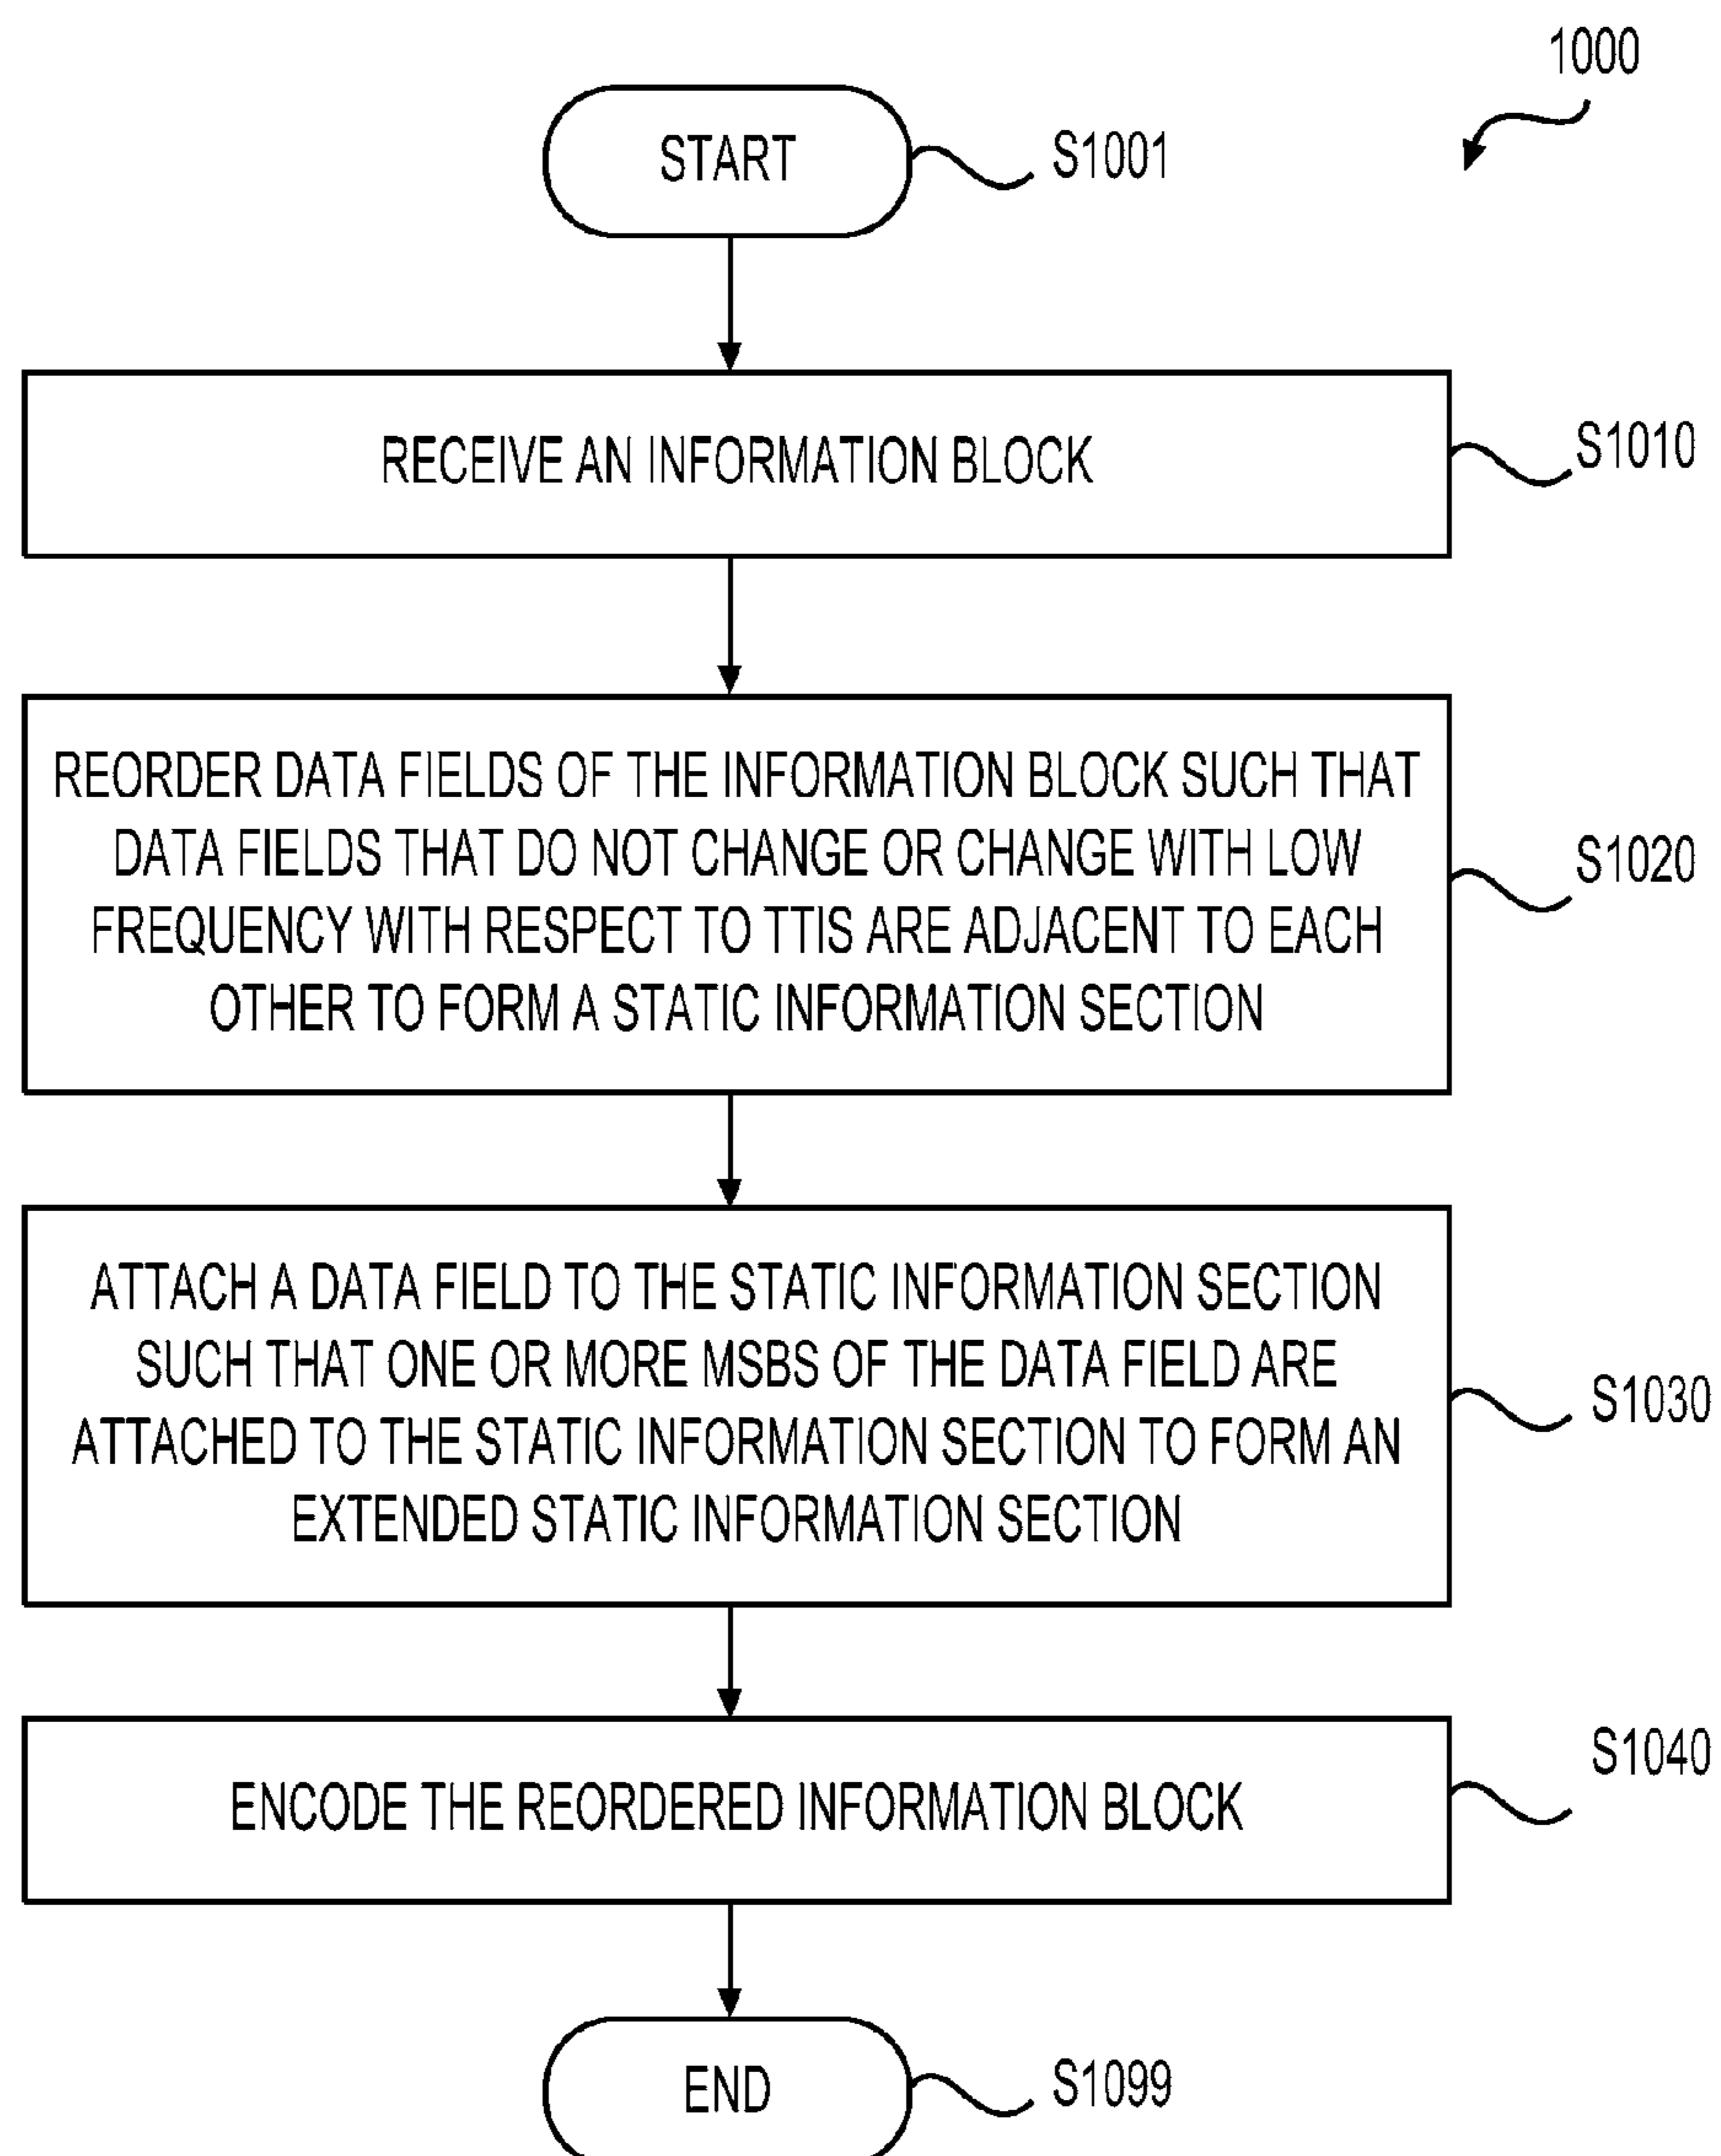 1000
START
S1001
RECEIVE AN INFORMATION BLOCK
S1010
REORDER DATA FIELDS OF THE INFORMATION BLOCK SUCH THAT
DATA FIELDS THAT DO NOT CHANGE OR CHANGE WITH LOW
FREQUENCY WITH RESPECT TO TTIS ARE ADJACENT TO EACH
OTHER TO FORM A STATIC INFORMATION SECTION
S1020
ATTACH A DATA FIELD TO THE STATIC INFORMATION SECTION
SUCH THAT ONE OR MORE MSBS OF THE DATA FIELD ARE
ATTACHED TO THE STATIC INFORMATION SECTION TO FORM AN
EXTENDED STATIC INFORMATION SECTION
S1030
ENCODE THE REORDERED INFORMATION BLOCK
S1040
END
S1099